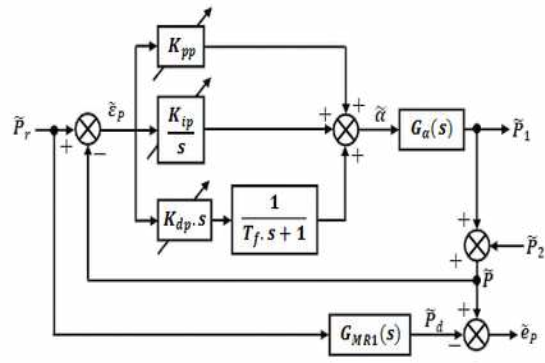 K_pp
P̃_r
+
−
ε̃_P
K_ip
s
+
+
+
α̃
G_α(s)
P̃_1
K_dp. s
1
T_f. s + 1
+
+
P̃_2
P̃
G_MR1(s)
P̃_d
+
−
ẽ_P